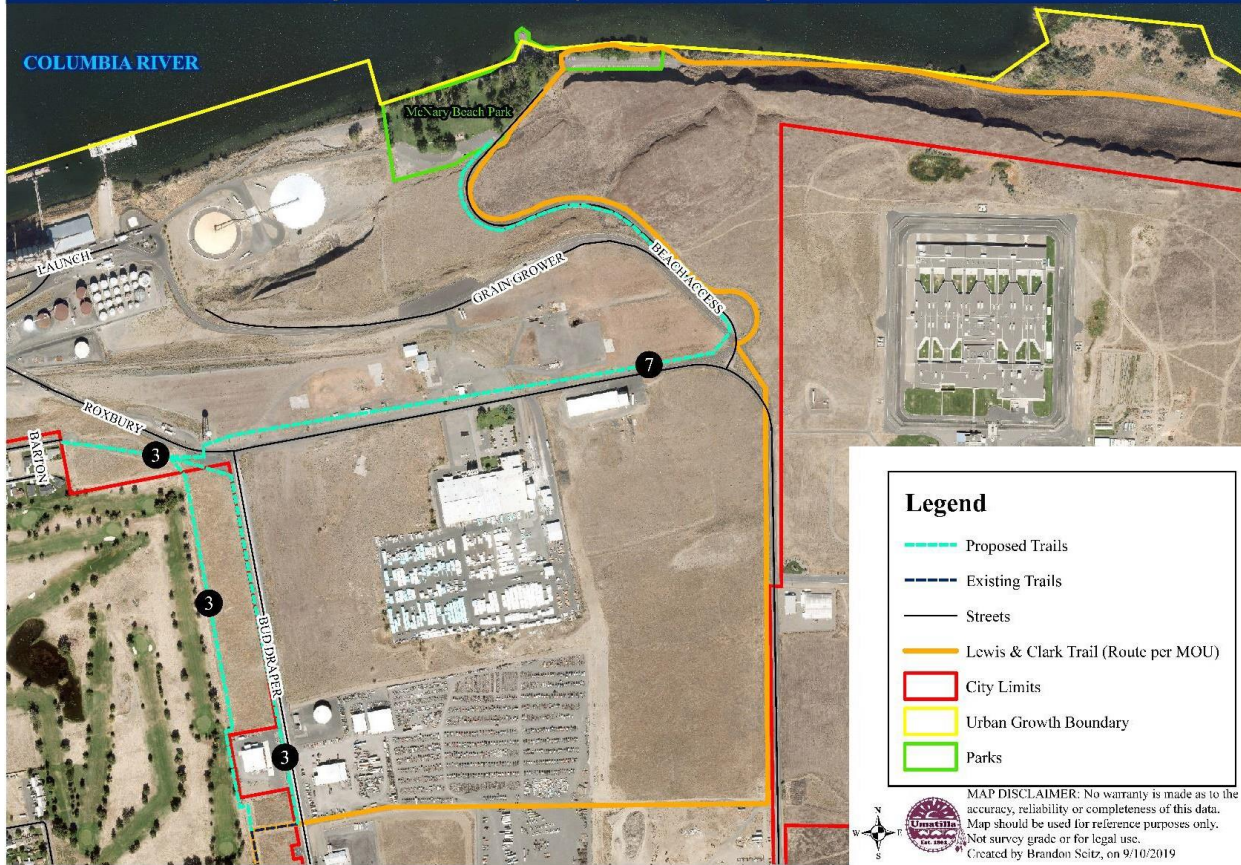 COLUMBIA RIVER
McNary Beach Park
LAUNCH
GRAIN GROWER
BEACH ACCESS
7
ROXBURY
BARTON
3
3
BUD DRAPER
3
Legend
Proposed Trails
Existing Trails
Streets
Lewis & Clark Trail (Route per MOU)
City Limits
Urban Growth Boundary
Parks
N
W
E
S
Umatilla
Est. 1862
MAP DISCLAIMER: No warranty is made as to the
accuracy, reliability or completeness of this data.
Map should be used for reference purposes only.
Not survey grade or for legal use.
Created by Brandon Seitz, on 9/10/2019